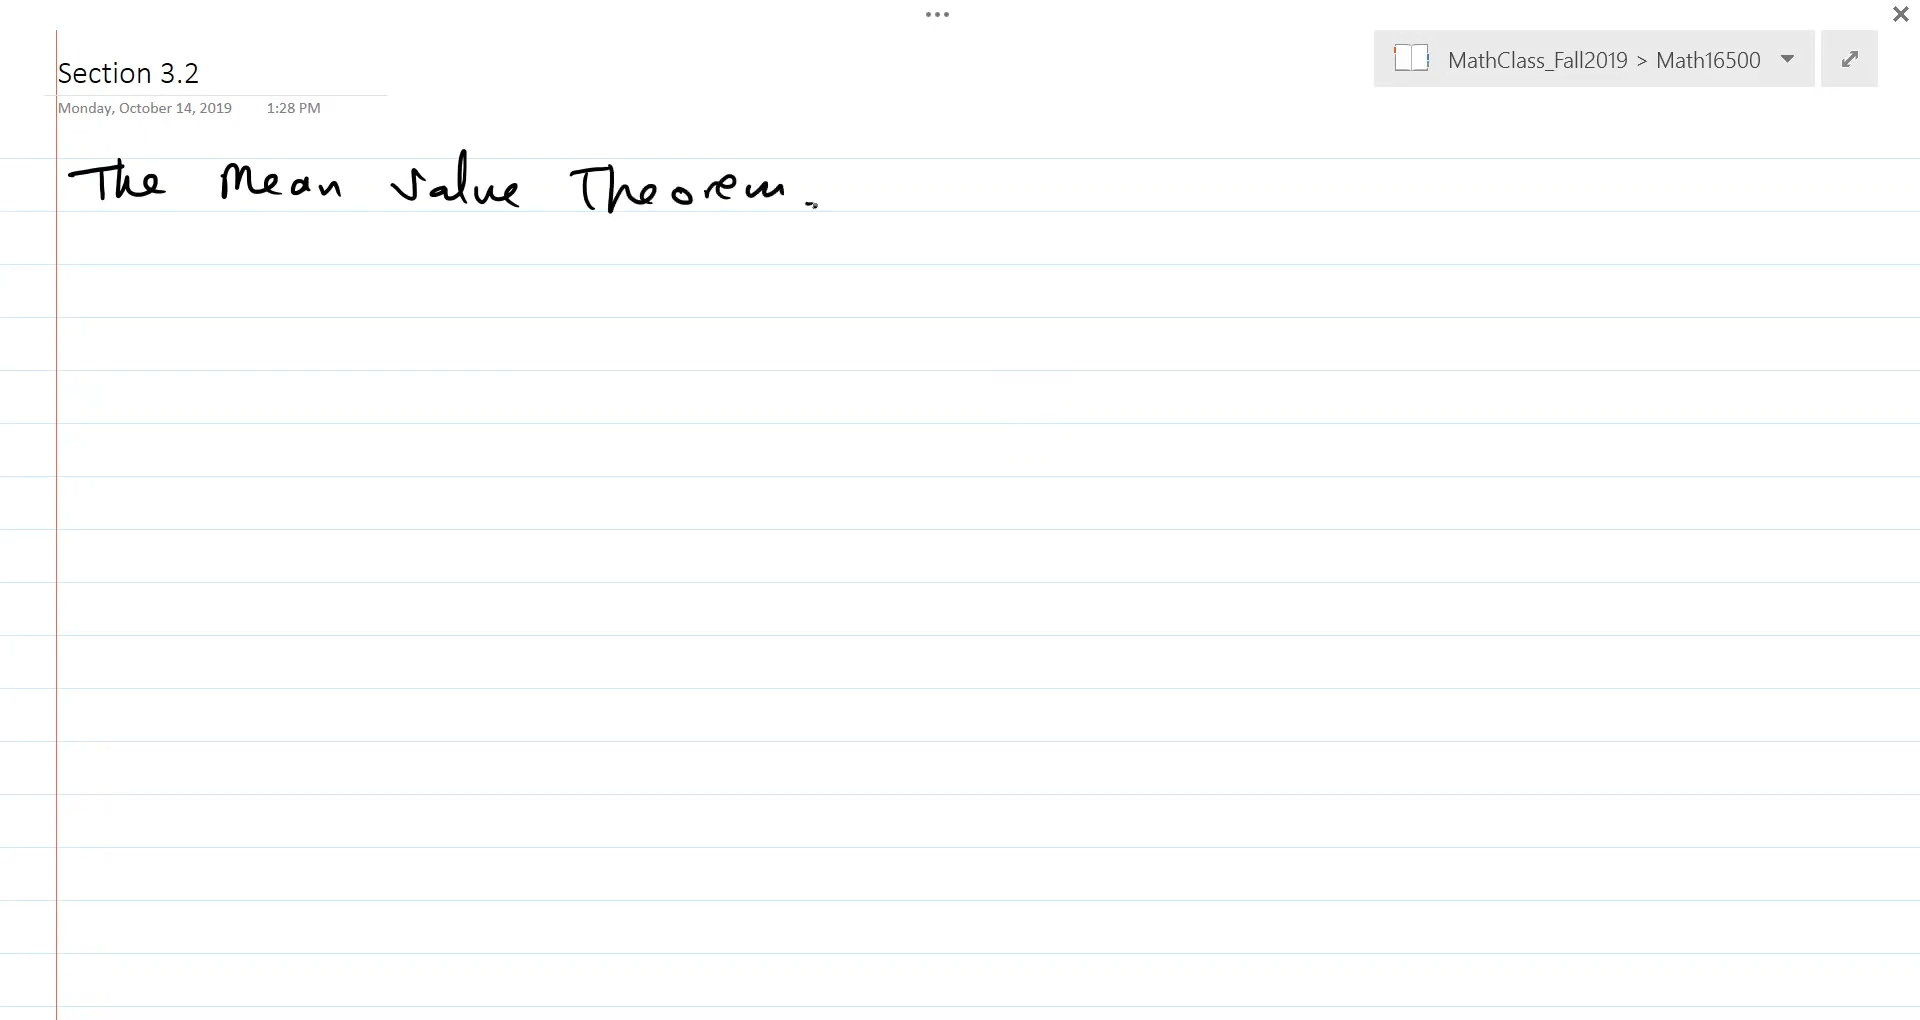 MathClass_Fall2019 > Math16500
Section 3.2
Monday, October 14, 2019 1:28 PM
The Mean Value Theorem.